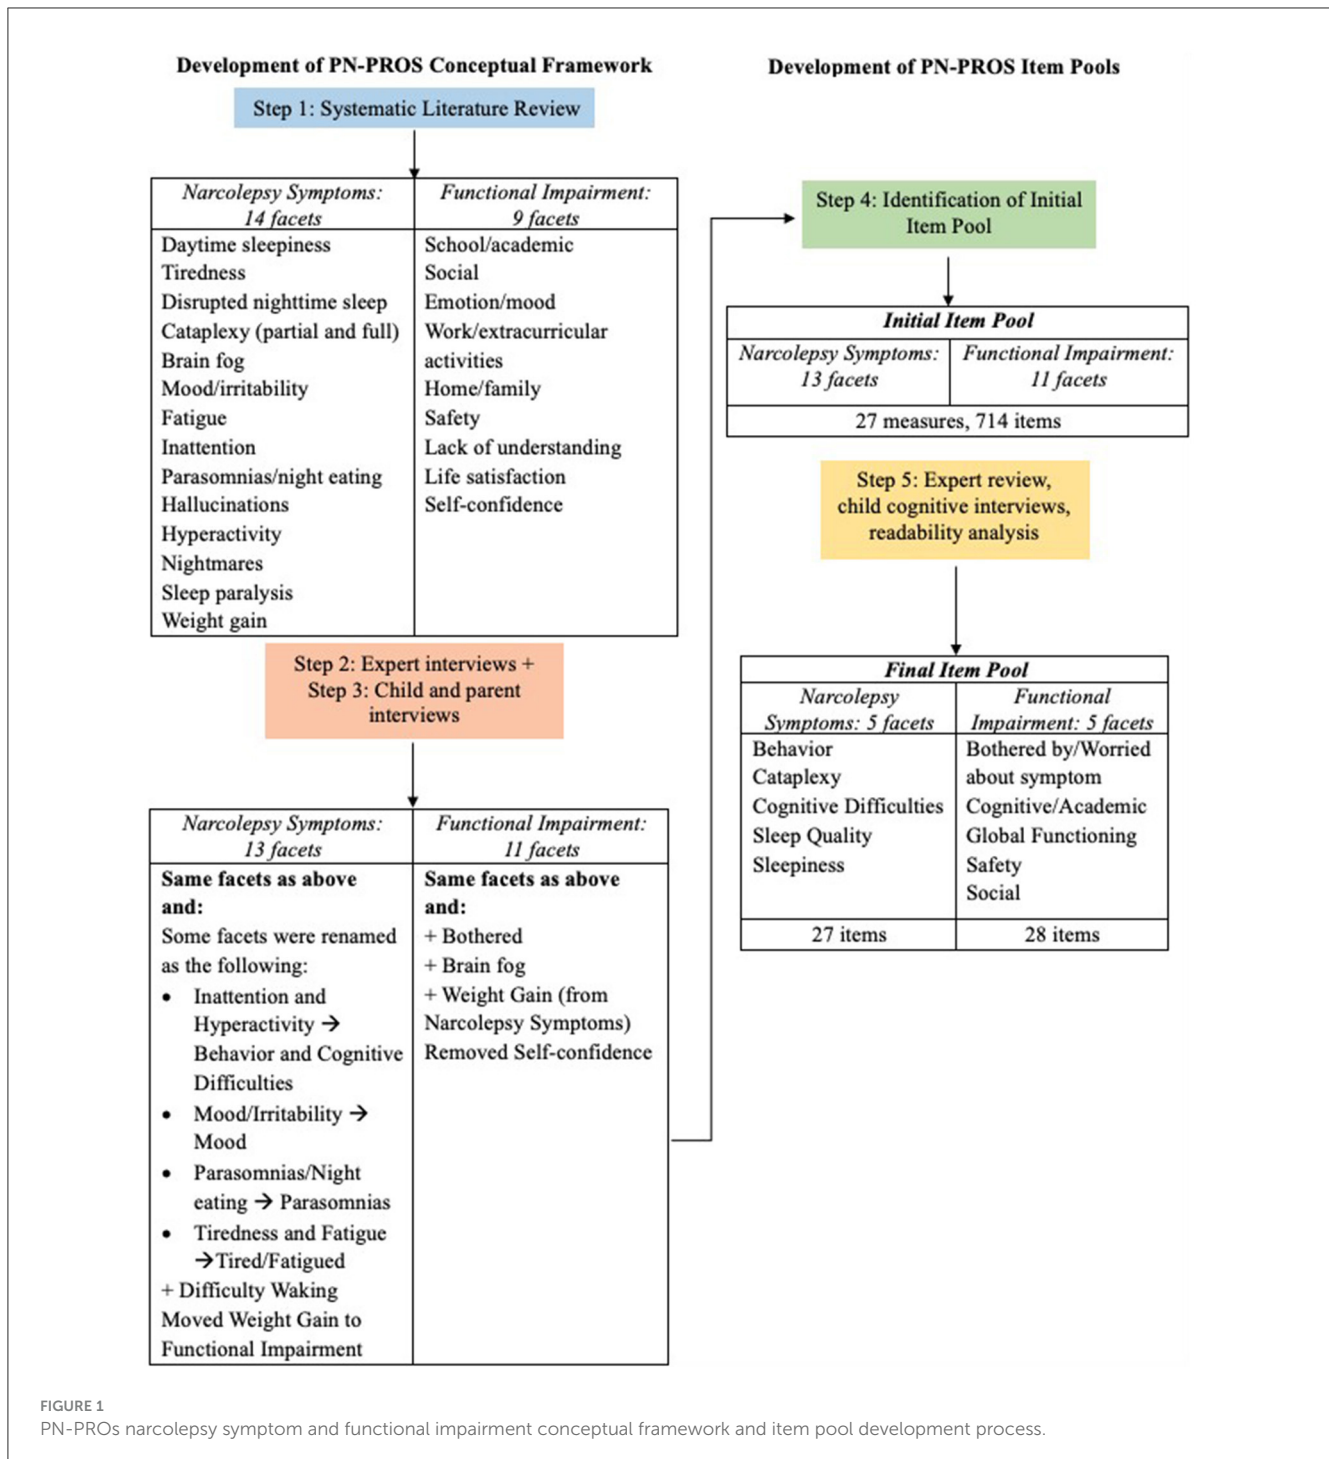 Development of PN-PROS Conceptual Framework
Step 1: Systematic Literature Review
Narcolepsy Symptoms:
14 facets
Daytime sleepiness
Tiredness
Disrupted nighttime sleep
Cataplexy (partial and full)
Brain fog
Mood/irritability
Fatigue
Inattention
Parasomnias/night eating
Hallucinations
Hyperactivity
Nightmares
Sleep paralysis
Weight gain
Functional Impairment:
9 facets
School/academic
Social
Emotion/mood
Work/extracurricular
activities
Home/family
Safety
Lack of understanding
Life satisfaction
Self-confidence
Step 2: Expert interviews +
Step 3: Child and parent
interviews
Narcolepsy Symptoms:
13 facets
Same facets as above
and:
Some facets were renamed
as the following:
• Inattention and
Hyperactivity →
Behavior and Cognitive
Difficulties
• Mood/Irritability →
Mood
• Parasomnias/Night
eating → Parasomnias
• Tiredness and Fatigue
→Tired/Fatigued
+ Difficulty Waking
Moved Weight Gain to
Functional Impairment
Functional Impairment:
11 facets
Same facets as above
and:
+ Bothered
+ Brain fog
+ Weight Gain (from
Narcolepsy Symptoms)
Removed Self-confidence
Development of PN-PROS Item Pools
Step 4: Identification of Initial
Item Pool
Initial Item Pool
Narcolepsy Symptoms:
13 facets
Functional Impairment:
11 facets
27 measures, 714 items
Step 5: Expert review,
child cognitive interviews,
readability analysis
Final Item Pool
Narcolepsy
Symptoms: 5 facets
Behavior
Cataplexy
Cognitive Difficulties
Sleep Quality
Sleepiness
27 items
Functional
Impairment: 5 facets
Bothered by/Worried
about symptom
Cognitive/Academic
Global Functioning
Safety
Social
28 items
FIGURE 1
PN-PROs narcolepsy symptom and functional impairment conceptual framework and item pool development process.